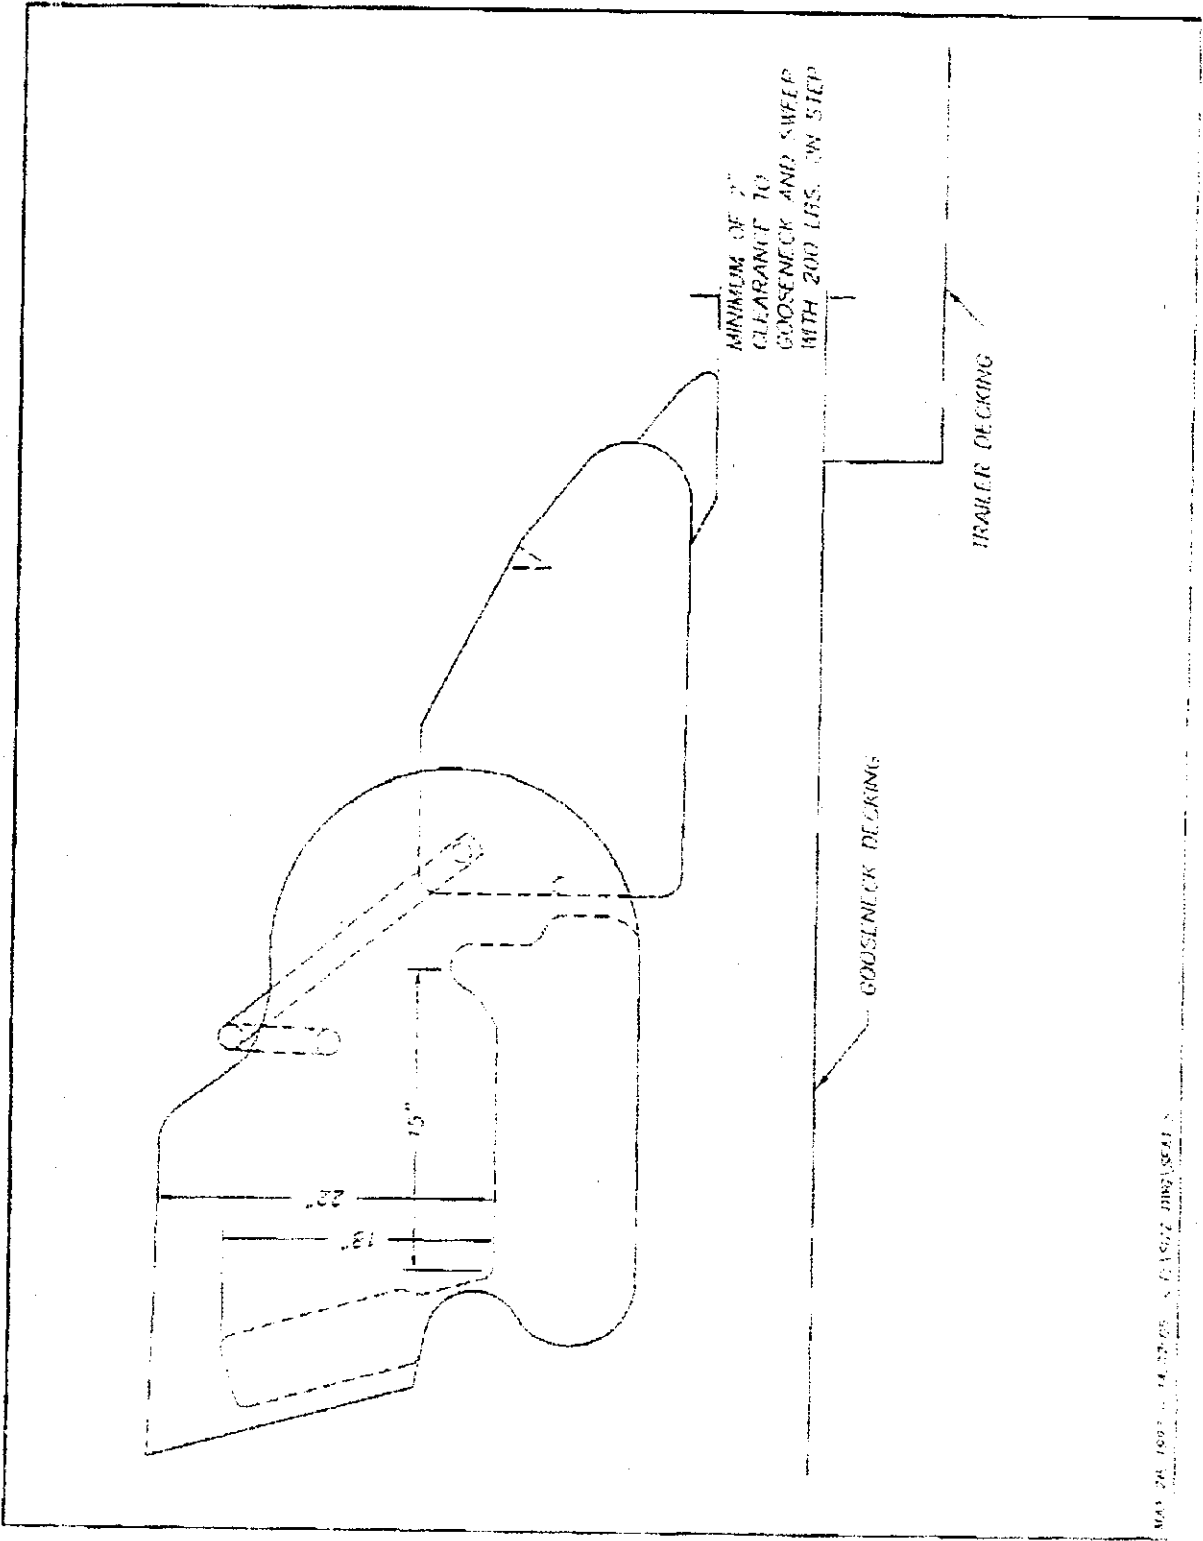 MINIMUM OF 2"
CLEARANCE TO
GOOSENECK AND SWEEP
WITH 200 LBS. ON STEP
15"
22"
18"
GOOSENECK DECKING
TRAILER DECKING